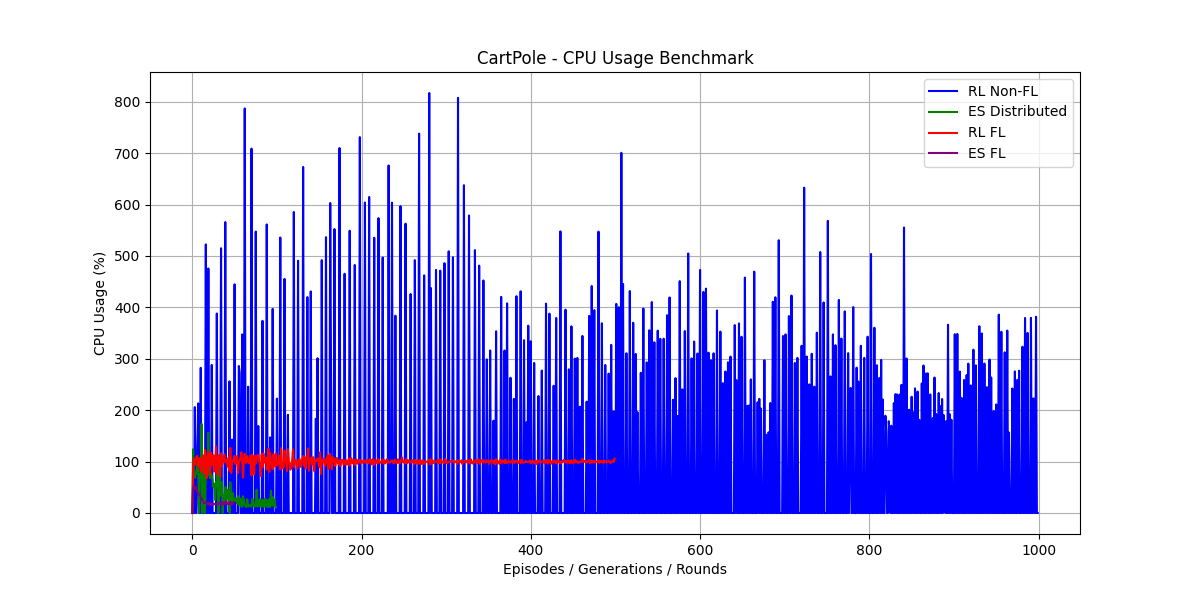 CartPole - CPU Usage Benchmark
RL Non-FL
ES Distributed
RL FL
ES FL
CPU Usage (%)
800
700
600
500
400
300
200
100
0
0 200 400 600 800 1000
Episodes / Generations / Rounds